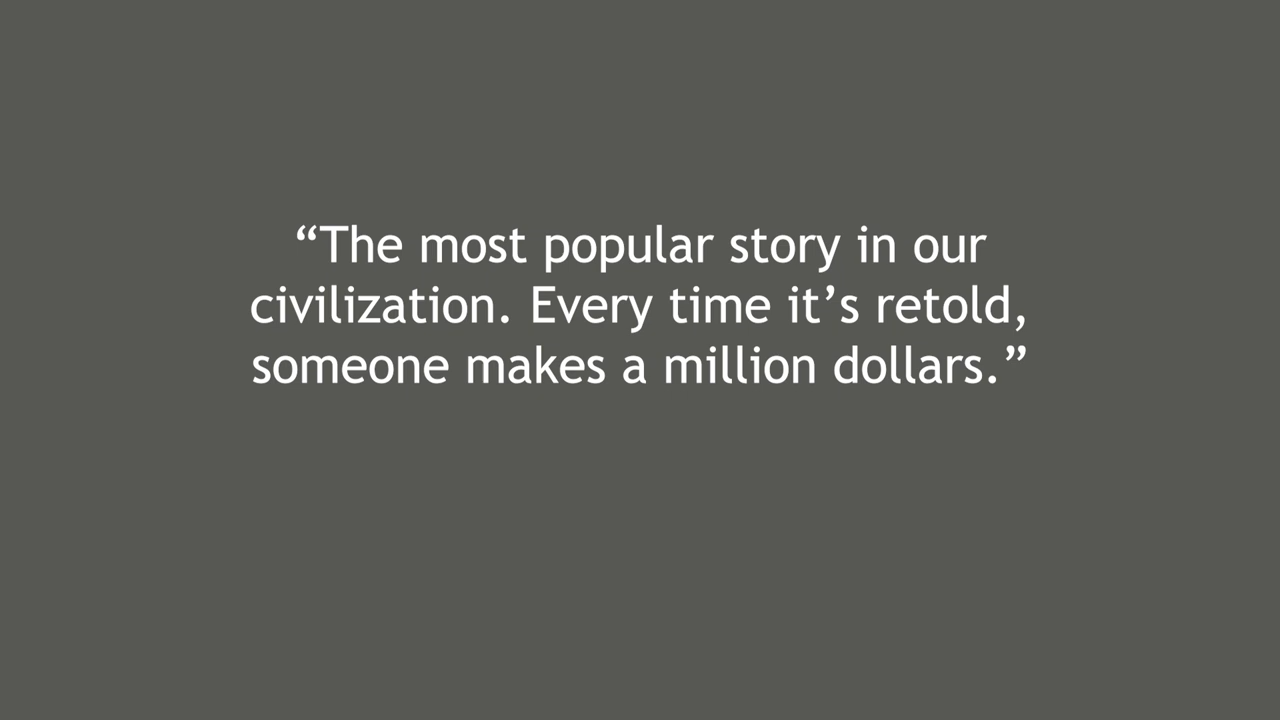 “The most popular story in our
civilization. Every time it’s retold,
someone makes a million dollars.”